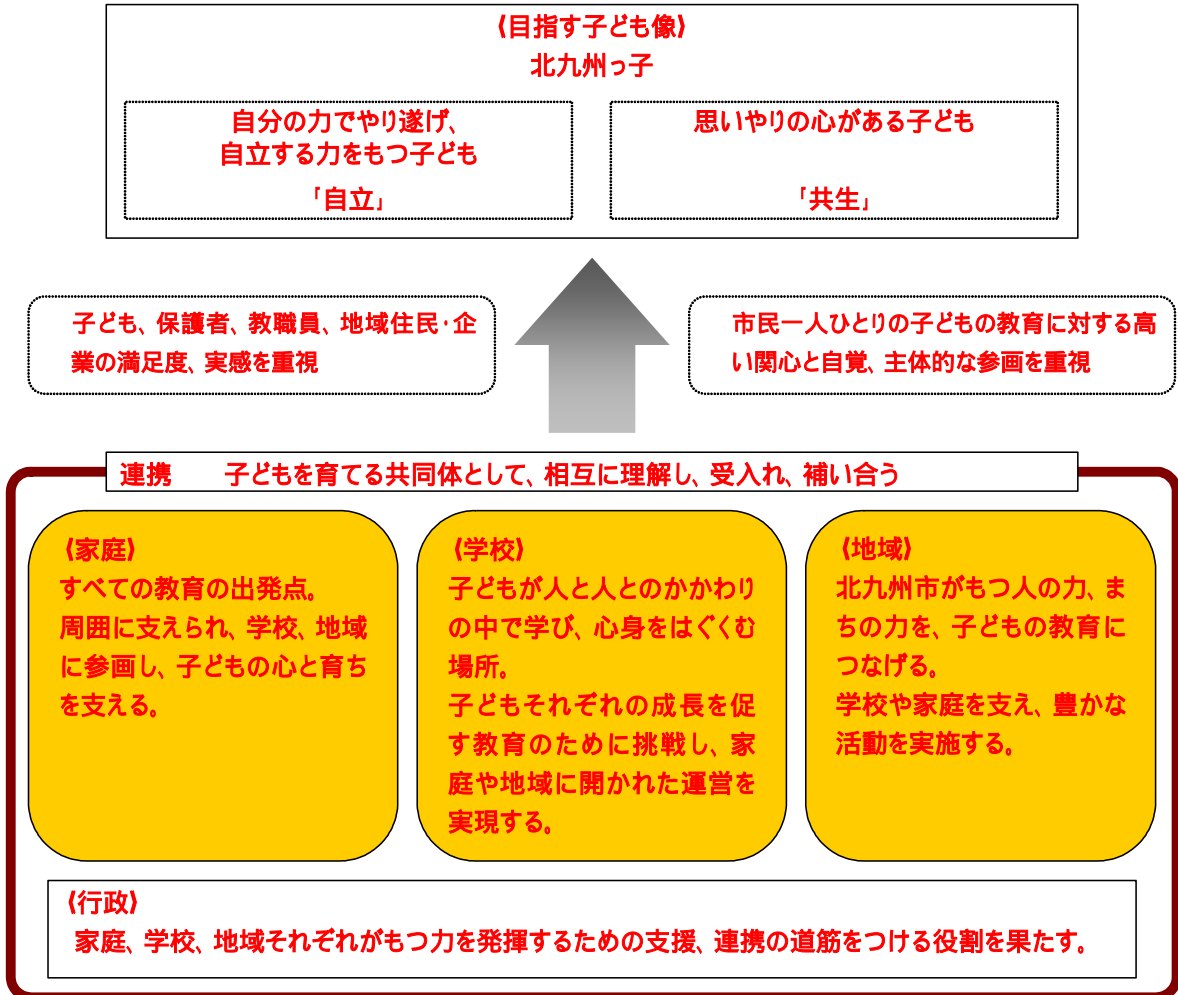 《目指す子ども像》
北九州っ子
自分の力でやり遂げ、
自立する力をもつ子ども
「自立」
思いやりの心がある子ども
「共生」
子ども、保護者、教職員、地域住民・企
業の満足度、実感を重視
市民一人ひとりの子どもの教育に対する高
い関心と自覚、主体的な参画を重視
連携　　子どもを育てる共同体として、相互に理解し、受入れ、補い合う
《家庭》
すべての教育の出発点。
周囲に支えられ、学校、地域
に参画し、子どもの心と育ち
を支える。
《学校》
子どもが人と人とのかかわり
の中で学び、心身をはぐくむ
場所。
子どもそれぞれの成長を促
す教育のために挑戦し、家
庭や地域に開かれた運営を
実現する。
《地域》
北九州市がもつ人の力、ま
ちの力を、子どもの教育に
つなげる。
学校や家庭を支え、豊かな
活動を実施する。
《行政》
家庭、学校、地域それぞれがもつ力を発揮するための支援、連携の道筋をつける役割を果たす。